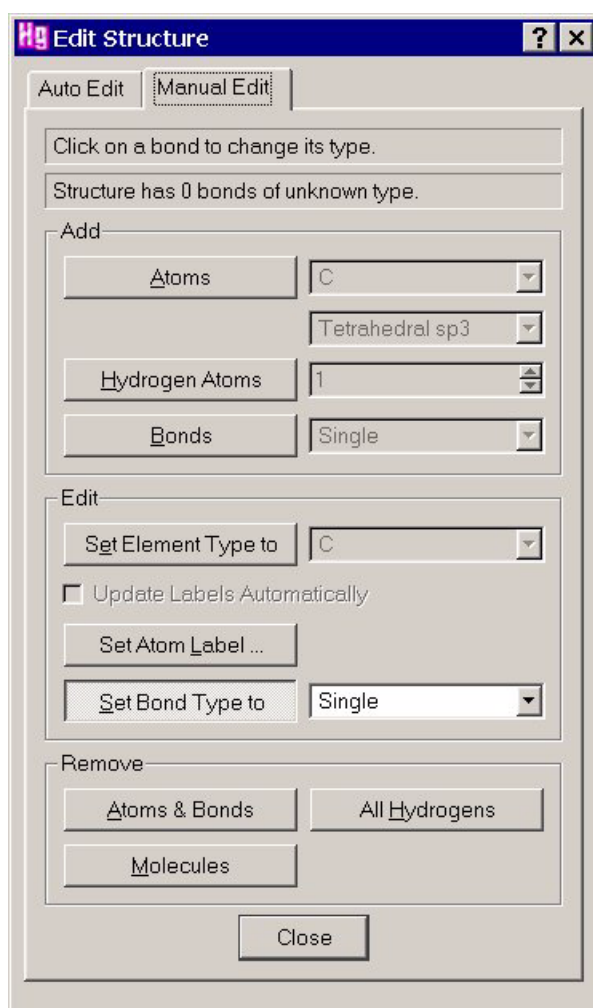 Hg Edit Structure ? ×
Auto Edit Manual Edit
Click on a bond to change its type.
Structure has 0 bonds of unknown type.
Add
Atoms C
Tetrahedral sp3
Hydrogen Atoms 1
Bonds Single
Edit
Set Element Type to C
Update Labels Automatically
Set Atom Label ...
Set Bond Type to Single
Remove
Atoms & Bonds All Hydrogens
Molecules
Close